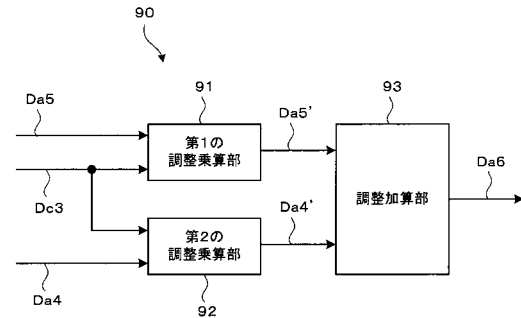 90
91
93
Da5
第1の
調整乗算部
Da5'
Dc3
調整加算部
Da6
第2の
調整乗算部
Da4'
Da4
92